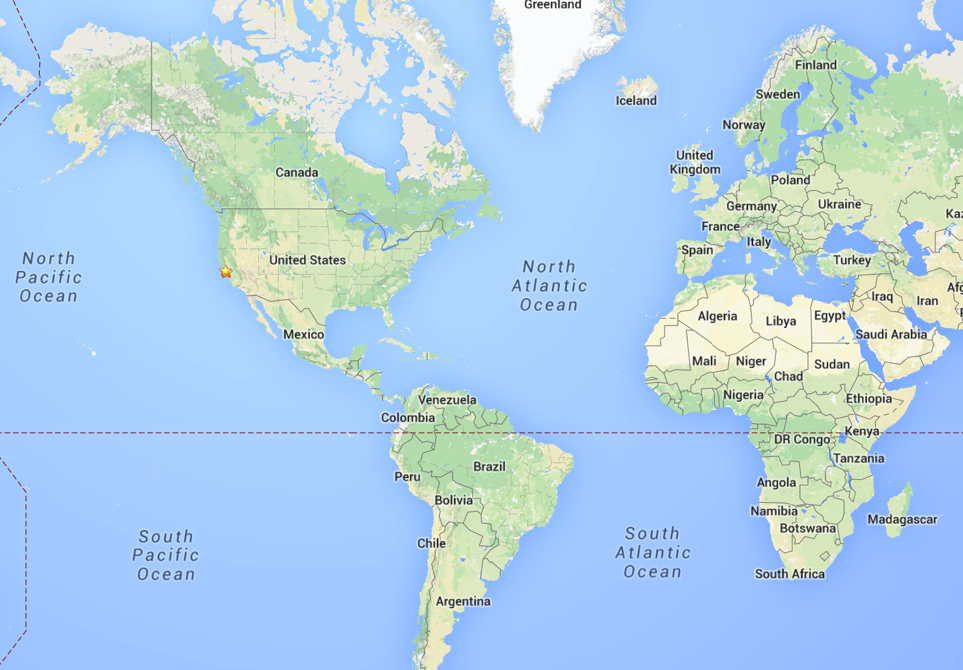 Greenland
Finland
Sweden
Iceland
Norway
United
Kingdom
Canada
Poland
Germany
Ukraine
France
Kaz
Italy
Spain
United States
Turkey
North
Pacific
Ocean
North
Atlantic
Ocean
Iraq
Iran
Afg
Algeria
Libya
Egypt
Saudi Arabia
Mexico
Mali
Niger
Sudan
Chad
Nigeria
Ethiopia
Venezuela
Colombia
Kenya
DR Congo
Tanzania
Brazil
Peru
Angola
Bolivia
Namibia
Madagascar
Botswana
South
Pacific
Ocean
Chile
South
Atlantic
Ocean
South Africa
Argentina